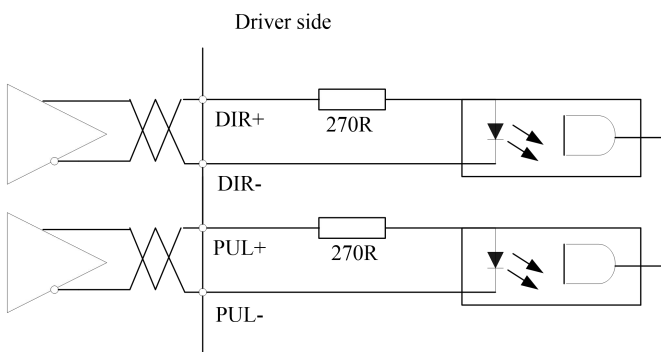 Driver side
DIR+
270R
DIR-
PUL+
270R
PUL-